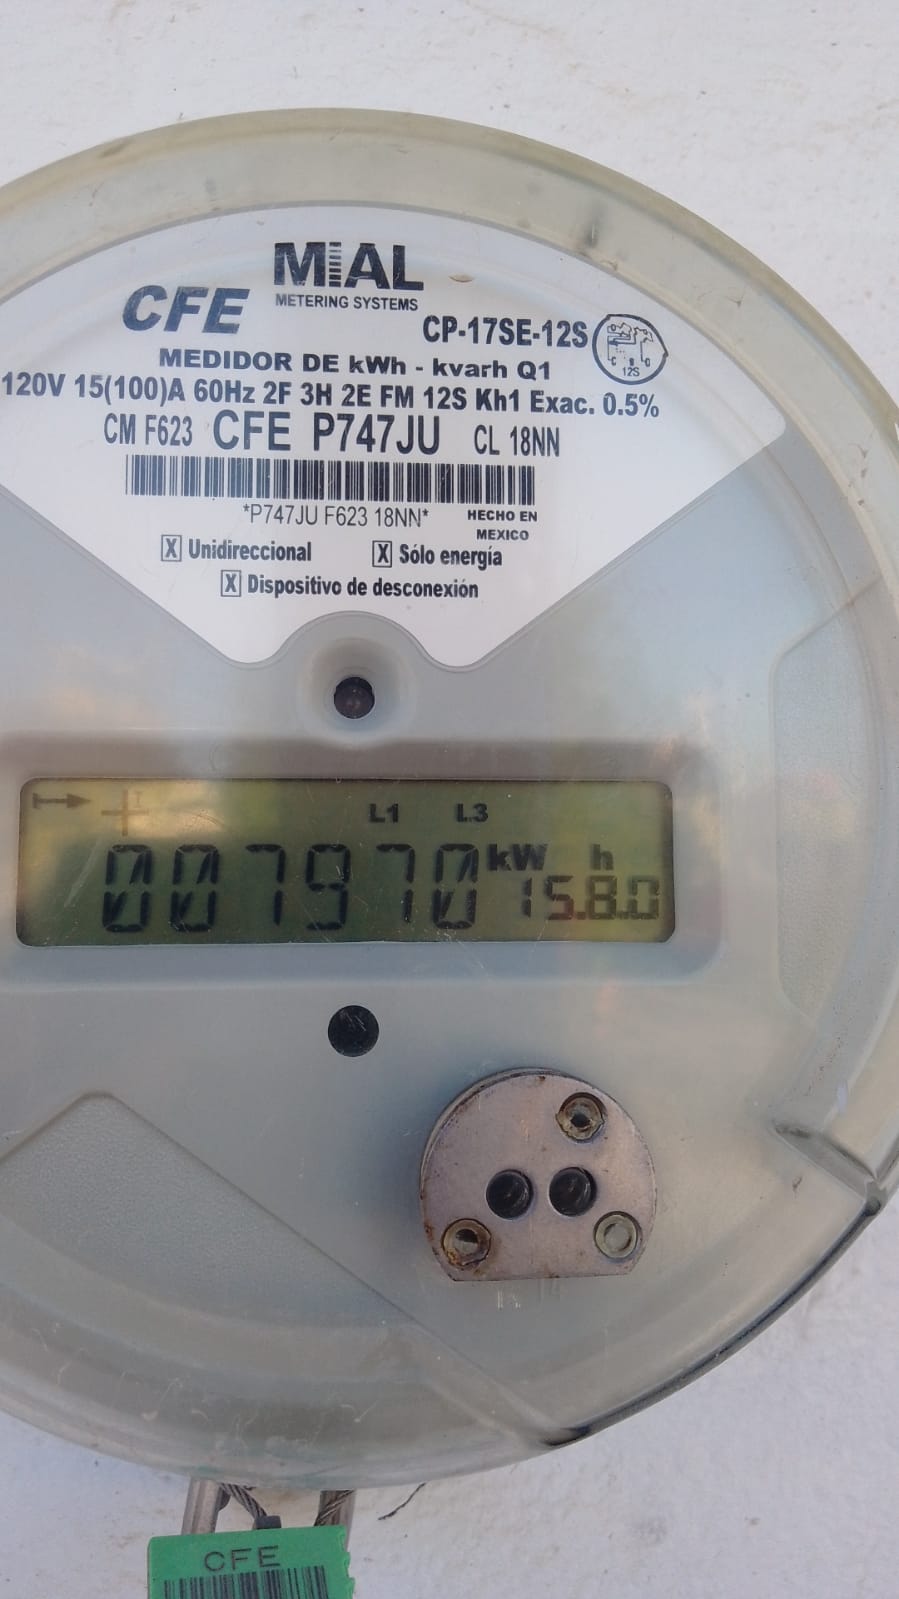 MIAL
METERING SYSTEMS
CFE
CP-17SE-12S
12S
MEDIDOR DE kWh - kvarh Q1
120V 15(100)A 60Hz 2F 3H 2E FM 12S Kh1 Exac. 0.5%
CM F623 CFE P747JU CL 18NN
*P747JU F623 18NN*
HECHO EN
MEXICO
X Unidireccional X Sólo energía
X Dispositivo de desconexión
L1 L3
007970 kW h 15.8.0
CFE